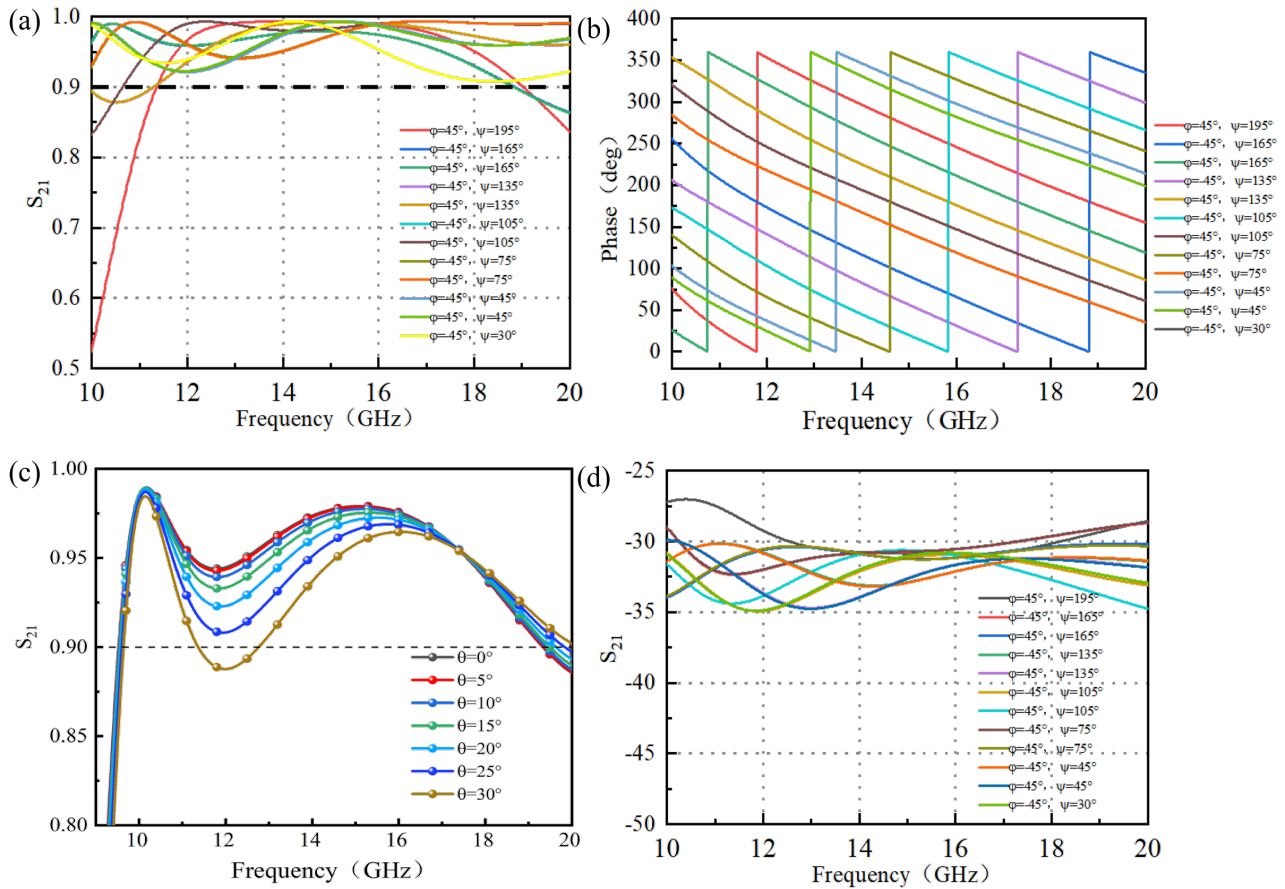 (a)
S21
1.0
0.9
0.8
0.7
0.6
0.5
10
12
14
16
18
20
Frequency（GHz）
φ=45°, ψ=195°
φ=-45°, ψ=165°
φ=45°, ψ=165°
φ=-45°, ψ=135°
φ=45°, ψ=135°
φ=-45°, ψ=105°
φ=45°, ψ=105°
φ=-45°, ψ=75°
φ=45°, ψ=75°
φ=-45°, ψ=45°
φ=45°, ψ=45°
φ=-45°, ψ=30°
(b)
Phase（deg）
400
350
300
250
200
150
100
50
0
10
12
14
16
18
20
Frequency（GHz）
φ=45°, ψ=195°
φ=-45°, ψ=165°
φ=45°, ψ=165°
φ=-45°, ψ=135°
φ=45°, ψ=135°
φ=-45°, ψ=105°
φ=45°, ψ=105°
φ=-45°, ψ=75°
φ=45°, ψ=75°
φ=-45°, ψ=45°
φ=45°, ψ=45°
φ=-45°, ψ=30°
(c)
S21
1.00
0.95
0.90
0.85
0.80
10
12
14
16
18
20
Frequency（GHz）
θ=0°
θ=5°
θ=10°
θ=15°
θ=20°
θ=25°
θ=30°
(d)
S21
-25
-30
-35
-40
-45
-50
10
12
14
16
18
20
Frequency（GHz）
φ=45°, ψ=195°
φ=-45°, ψ=165°
φ=45°, ψ=165°
φ=-45°, ψ=135°
φ=45°, ψ=135°
φ=-45°, ψ=105°
φ=45°, ψ=105°
φ=-45°, ψ=75°
φ=45°, ψ=75°
φ=-45°, ψ=45°
φ=45°, ψ=45°
φ=-45°, ψ=30°